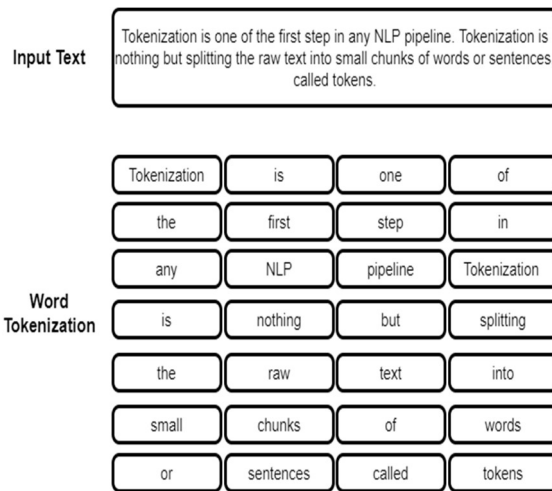 Input Text
Tokenization is one of the first step in any NLP pipeline. Tokenization is
nothing but splitting the raw text into small chunks of words or sentences
called tokens.
Word
Tokenization
Tokenization is one of
the first step in
any NLP pipeline Tokenization
is nothing but splitting
the raw text into
small chunks of words
or sentences called tokens